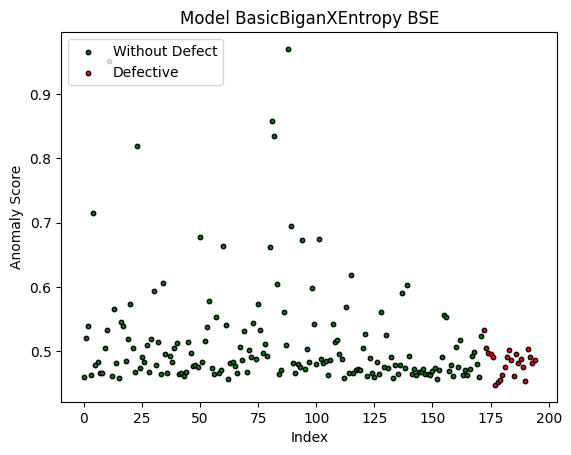 Model BasicBiganXEntropy BSE
Without Defect
Defective
Anomaly Score
0.9
0.8
0.7
0.6
0.5
0 25 50 75 100 125 150 175 200
Index